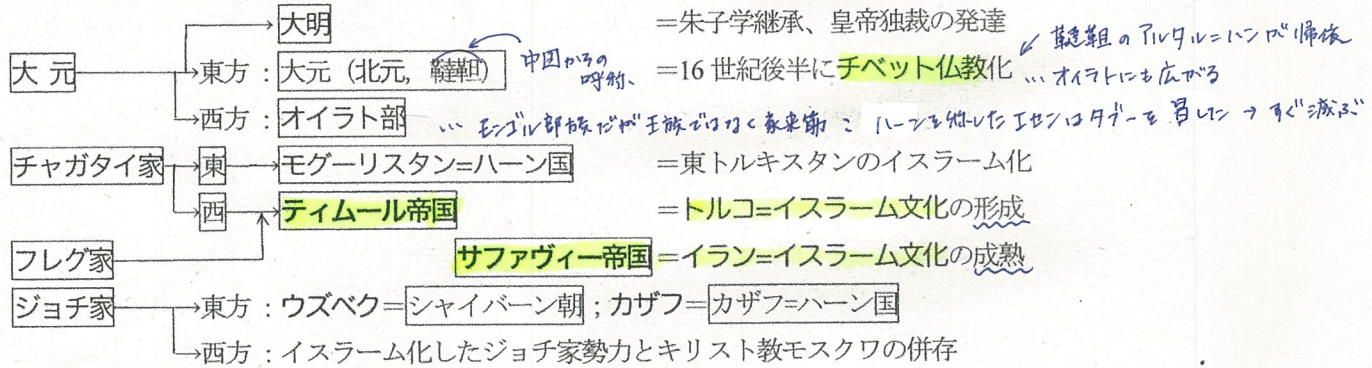 大明 =朱子学継承、皇帝独裁の発達
大 元 東方：大元（北元，韃靼） 中国からの呼称、 =16世紀後半にチベット仏教化 韃靼のアルタル=ハンが帰依
…オイラトにも広がる
西方：オイラト部 … モンゴル部族だが王族ではなく家来筋： ハーンを称したエセンはタブーを冒した → すぐ滅ぶ
チャガタイ家 東 モグーリスタン=ハーン国 =東トルキスタンのイスラーム化
西 ティムール帝国 =トルコ=イスラーム文化の形成
フレグ家 サファヴィー帝国 =イラン=イスラーム文化の成熟
ジョチ家 東方：ウズベク=シャイバーン朝；カザフ=カザフ=ハーン国
西方：イスラーム化したジョチ家勢力とキリスト教モスクワの併存